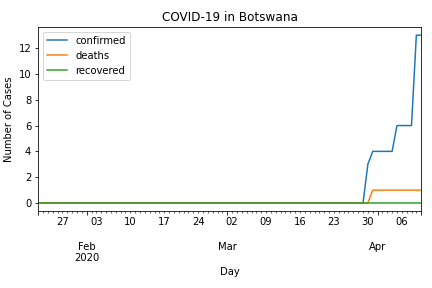 COVID-19 in Botswana
confirmed
deaths
recovered
Number of Cases
12
10
8
6
4
2
0
27 03 10 17 24 02 09 16 23 30 06
Feb Mar Apr
2020
Day